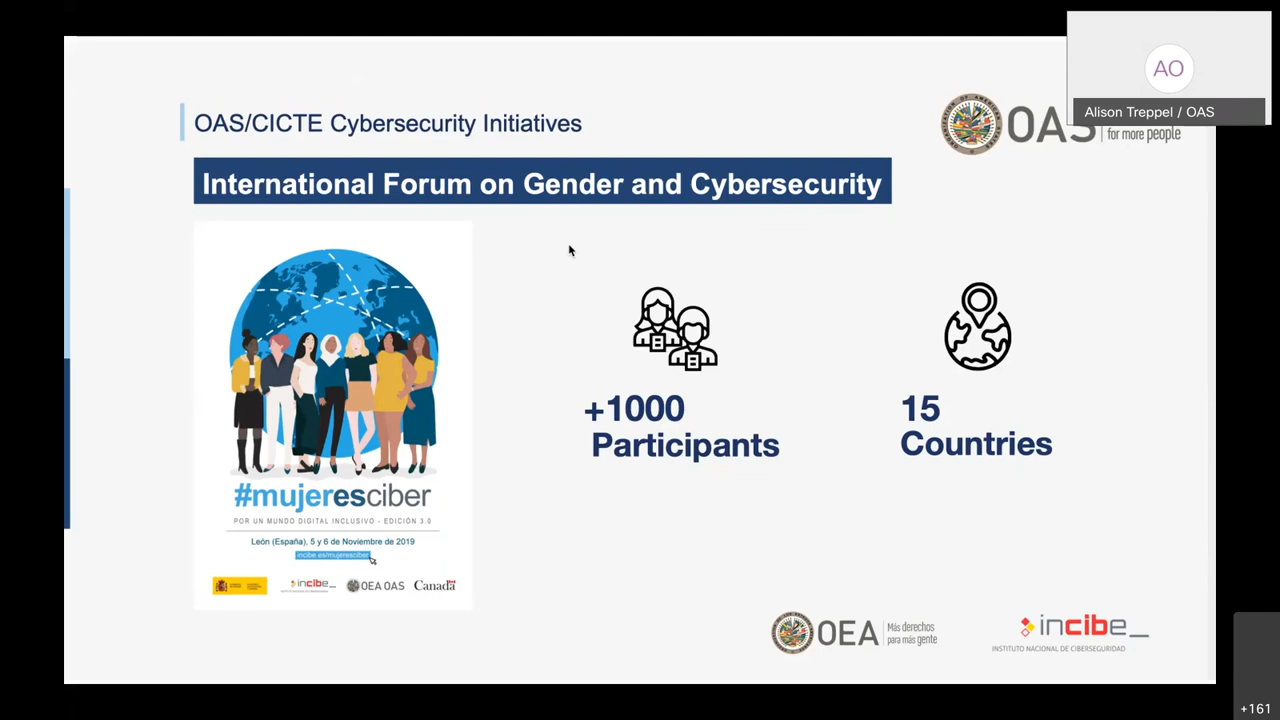 AO
Alison Treppel / OAS
OAS/CICTE Cybersecurity Initiatives
OAS
for more people
International Forum on Gender and Cybersecurity
+1000
Participants
15
Countries
#mujeresciber
POR UN MUNDO DIGITAL INCLUSIVO - EDICIÓN 3.0
León (España), 5 y 6 de Noviembre de 2019
incibe.es/mujeresciber
incibe_
OEA OAS
Canada
OEA
Más derechos
para más gente
incibe_
INSTITUTO NACIONAL DE CIBERSEGURIDAD
+161